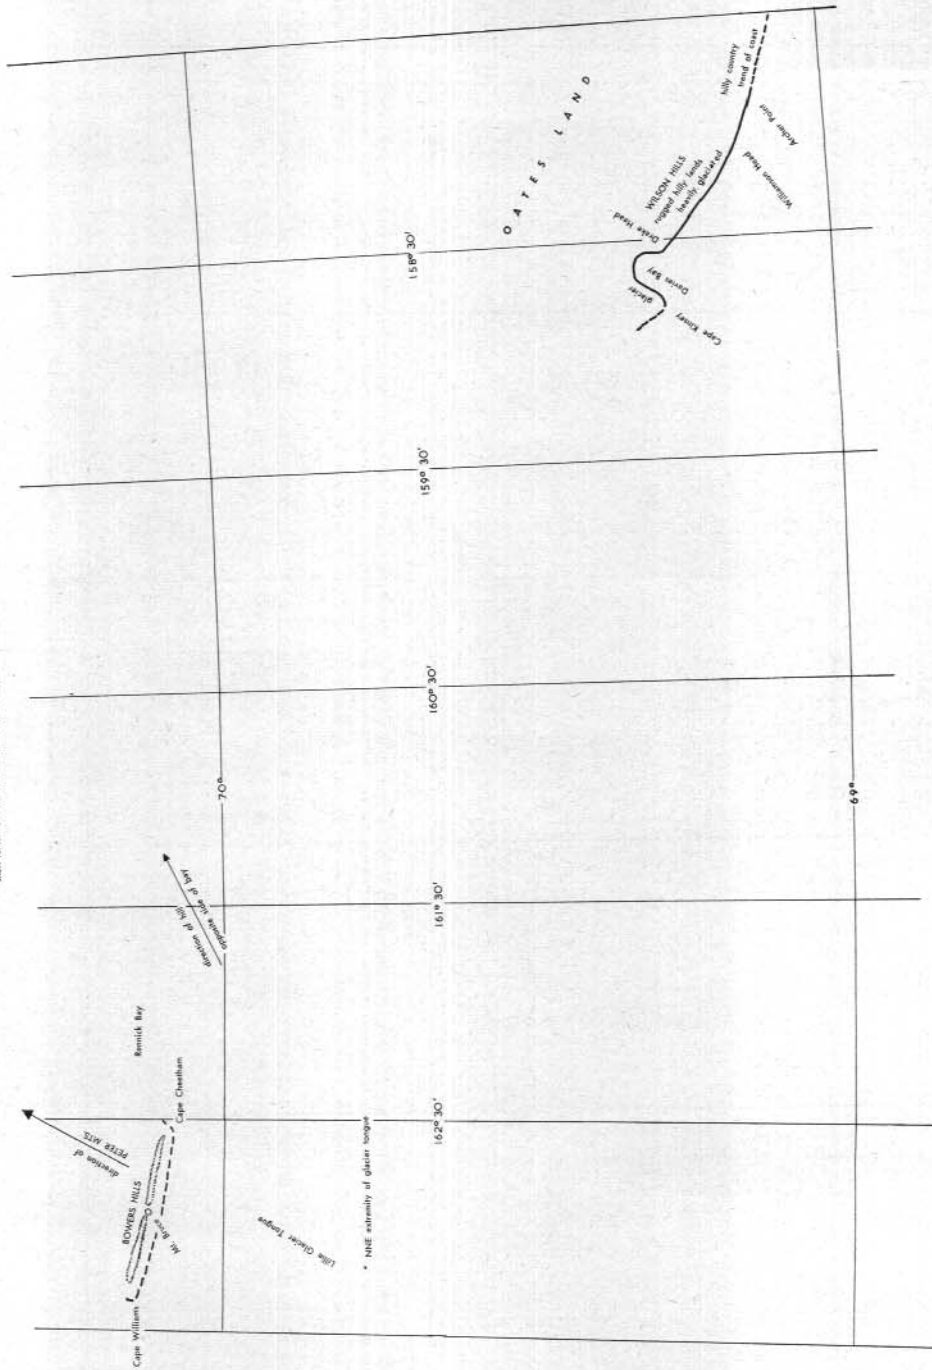 O A T E S L A N D
hilly country
trend of coast
Archer Point
Williamson Head
WILSON HILLS
rugged hilly lands
heavily glaciated
Drake Head
Davies Bay
glacier
Cape Kinsey
158° 30'
159° 30'
160° 30'
161° 30'
162° 30'
70°
69°
direction of hill
opposite side of bay
Rennick Bay
Cape Cheetham
direction of
PETER MTS.
BOWERS HILLS
Mt. Bruce
Cape Williams
Lillie Glacier Tongue
* NNE extremity of glacier tongue